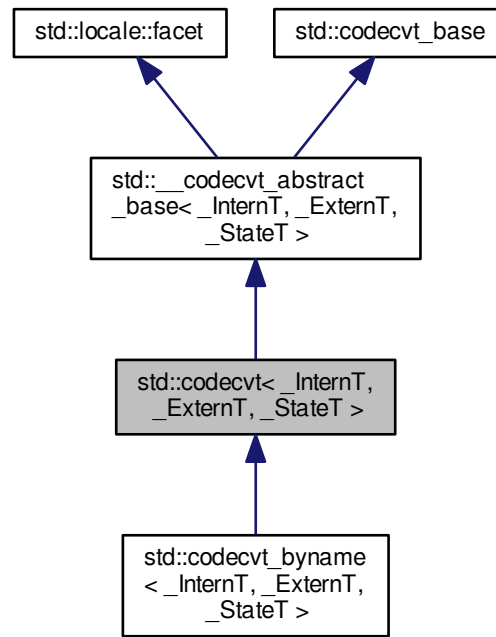 std::locale::facet
std::codecvt_base
std::__codecvt_abstract
_base< _InternT, _ExternT,
_StateT >
std::codecvt< _InternT,
_ExternT, _StateT >
std::codecvt_byname
< _InternT, _ExternT,
_StateT >